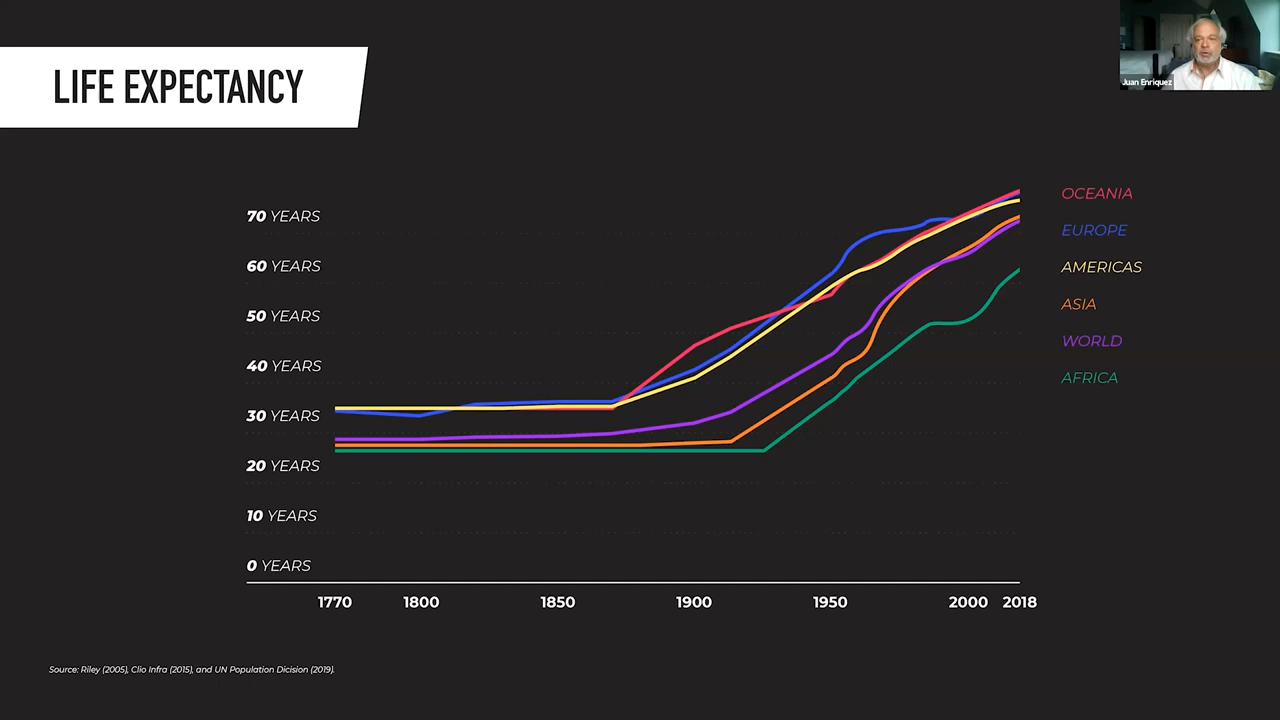 LIFE EXPECTANCY
Juan Enriquez
70 YEARS
60 YEARS
50 YEARS
40 YEARS
30 YEARS
20 YEARS
10 YEARS
0 YEARS
1770 1800 1850 1900 1950 2000 2018
OCEANIA
EUROPE
AMERICAS
ASIA
WORLD
AFRICA
Source: Riley (2005), Clio Infra (2015), and UN Population Dicision (2019).